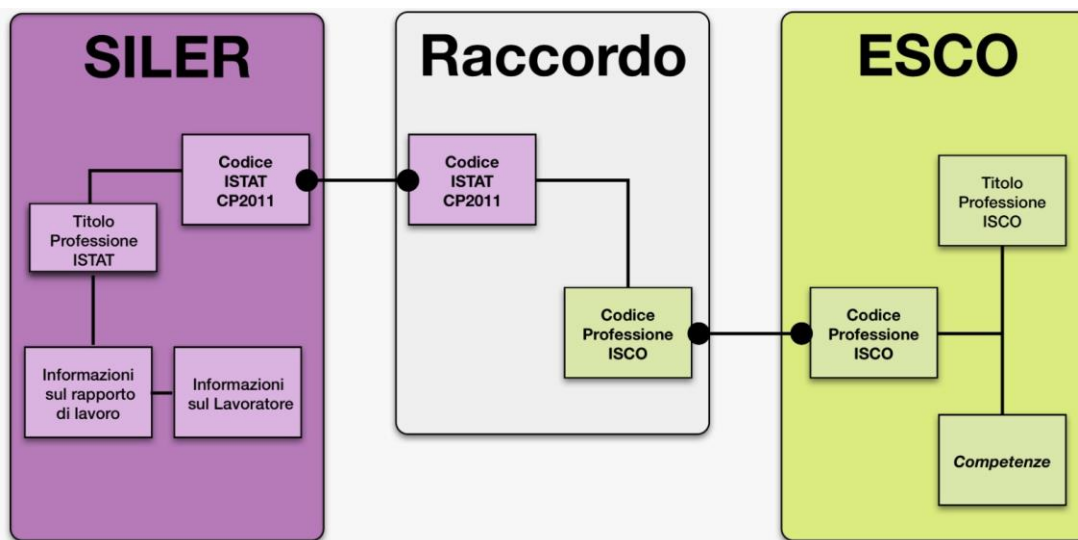 SILER
Codice
ISTAT
CP2011
Titolo
Professione
ISTAT
Informazioni
sul rapporto
di lavoro
Informazioni
sul Lavoratore
Raccordo
Codice
ISTAT
CP2011
Codice
Professione
ISCO
ESCO
Titolo
Professione
ISCO
Codice
Professione
ISCO
Competenze